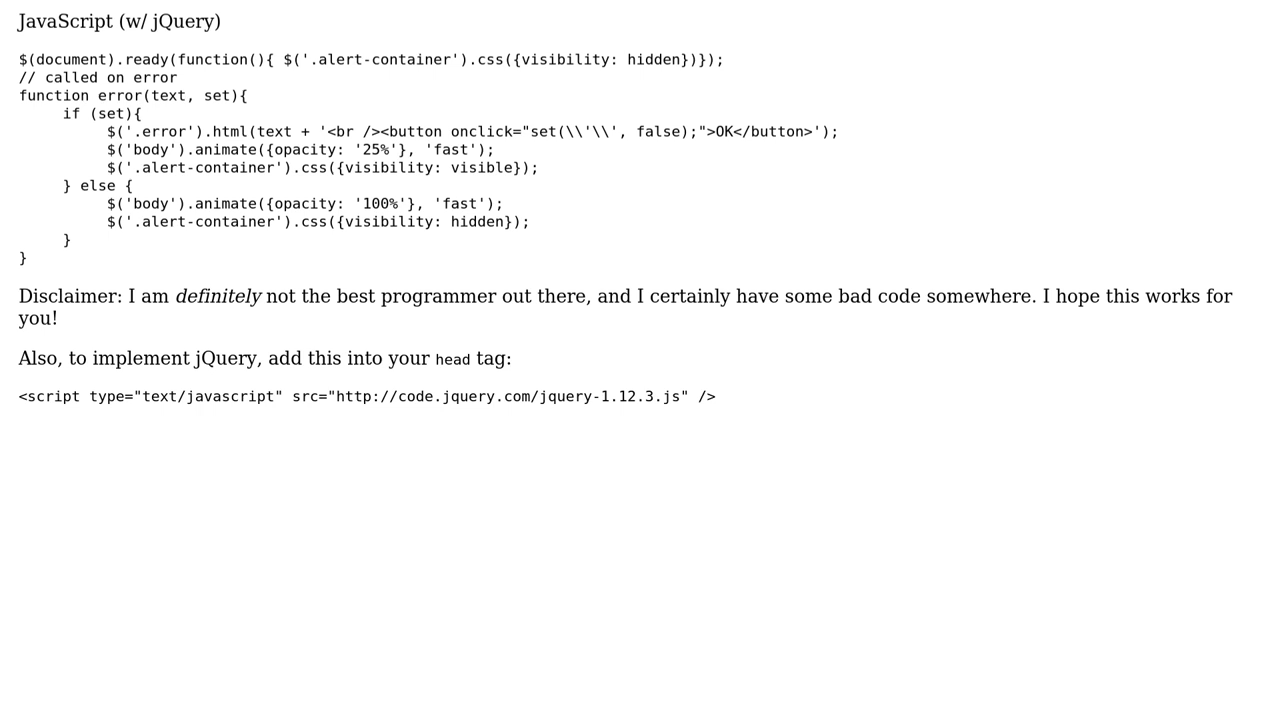 JavaScript (w/ jQuery)
$(document).ready(function(){ $('.alert-container').css({visibility: hidden})});
// called on error
function error(text, set){
     if (set){
          $('.error').html(text + '<br /><button onclick="set(\\'\\', false);">OK</button>');
          $('body').animate({opacity: '25%'}, 'fast');
          $('.alert-container').css({visibility: visible});
     } else {
          $('body').animate({opacity: '100%'}, 'fast');
          $('.alert-container').css({visibility: hidden});
     }
}
Disclaimer: I am definitely not the best programmer out there, and I certainly have some bad code somewhere. I hope this works for
you!
Also, to implement jQuery, add this into your head tag:
<script type="text/javascript" src="http://code.jquery.com/jquery-1.12.3.js" />